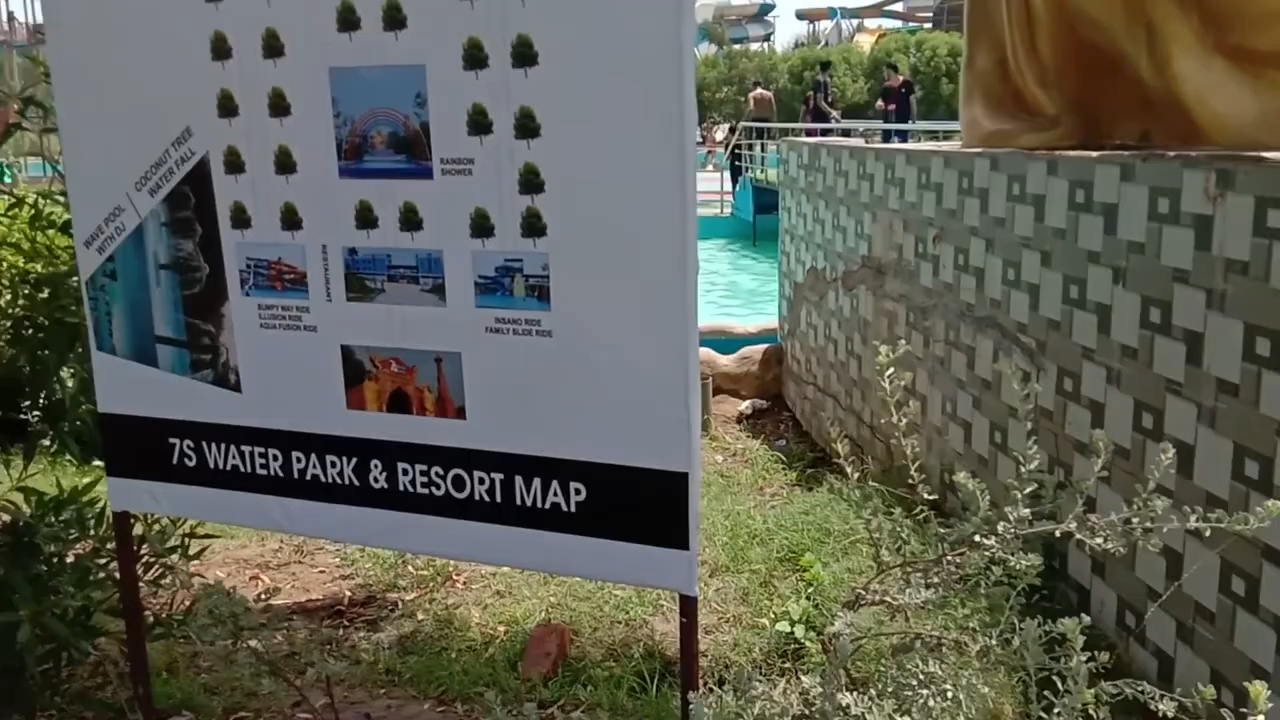 COCONUT TREE
WATER FALL
WAVE POOL
WITH DJ
RAINBOW
SHOWER
RESTAURANT
BUMPY WAY RIDE
ILLUSION RIDE
AQUA FUSION RIDE
INSANO RIDE
FAMILY SLIDE RIDE
7S WATER PARK & RESORT MAP